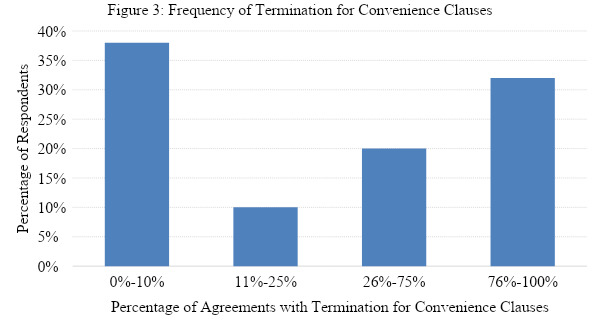 Figure 3: Frequency of Termination for Convenience Clauses
40%
35%
30%
25%
20%
15%
10%
5%
0%
Percentage of Respondents
0%-10% 11%-25% 26%-75% 76%-100%
Percentage of Agreements with Termination for Convenience Clauses